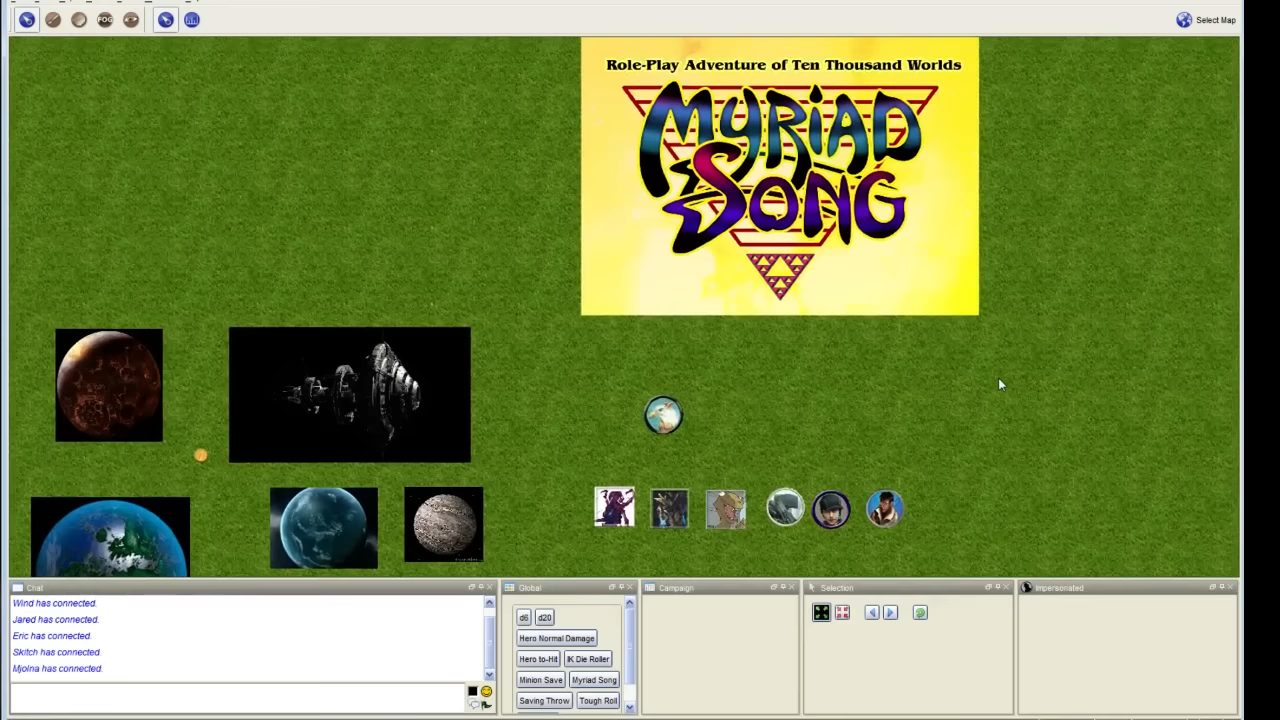 FOG
Select Map
Role-Play Adventure of Ten Thousand Worlds
MYRiAD
SONG
Chat
Global
Campaign
Selection
Impersonated
Wind has connected.
Jared has connected.
Eric has connected.
Skitch has connected.
Mjolna has connected.
d6
d20
Hero Normal Damage
Hero to-Hit
IK Die Roller
Minion Save
Myriad Song
Saving Throw
Tough Roll